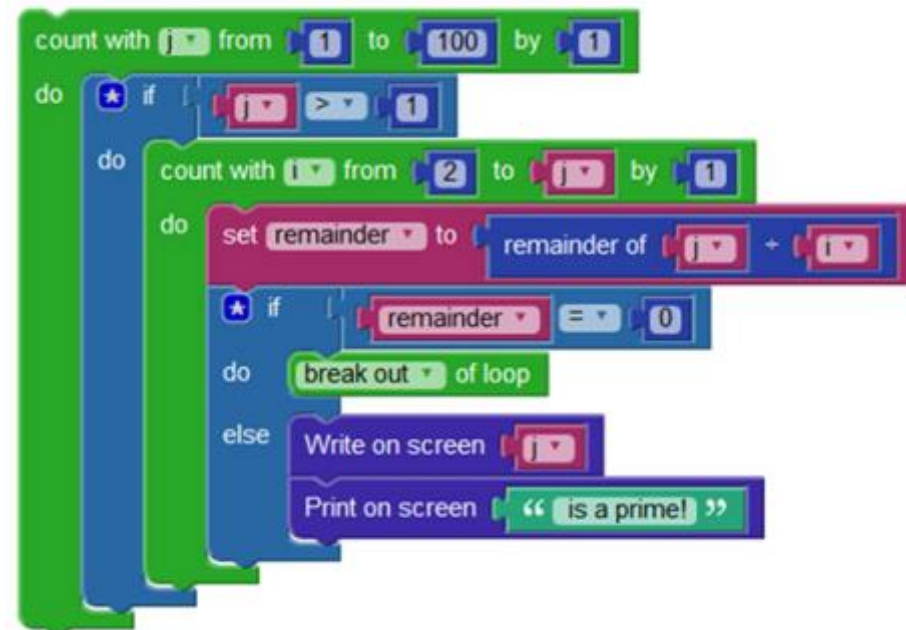 count with j from 1 to 100 by 1
do if j > 1
do count with i from 2 to j by 1
do set remainder to remainder of j ÷ i
if remainder = 0
do break out of loop
else Write on screen j
Print on screen “ is a prime! ”